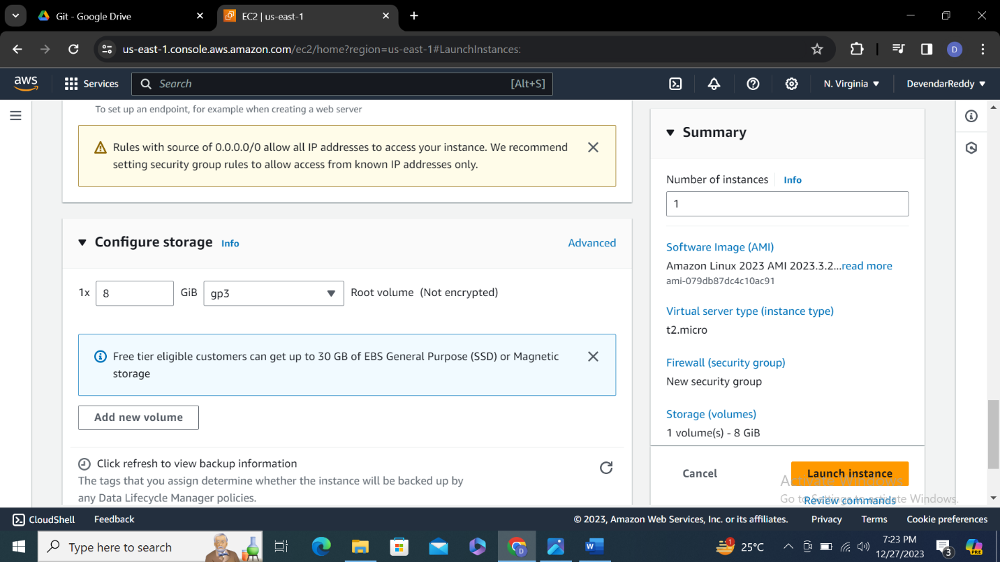 Git - Google Drive
EC2 | us-east-1
us-east-1.console.aws.amazon.com/ec2/home?region=us-east-1#LaunchInstances:
D
aws
Services
Search
[Alt+S]
N. Virginia
DevendarReddy
To set up an endpoint, for example when creating a web server
Rules with source of 0.0.0.0/0 allow all IP addresses to access your instance. We recommend
setting security group rules to allow access from known IP addresses only.
Configure storage Info
Advanced
1x 8 GiB gp3 Root volume (Not encrypted)
Free tier eligible customers can get up to 30 GB of EBS General Purpose (SSD) or Magnetic
storage
Add new volume
Click refresh to view backup information
The tags that you assign determine whether the instance will be backed up by
any Data Lifecycle Manager policies.
Summary
Number of instances Info
1
Software Image (AMI)
Amazon Linux 2023 AMI 2023.3.2...read more
ami-079db87dc4c10ac91
Virtual server type (instance type)
t2.micro
Firewall (security group)
New security group
Storage (volumes)
1 volume(s) - 8 GiB
Cancel
Launch instance
Activate Windows
Review commands
Go to Settings to activate Windows.
CloudShell
Feedback
© 2023, Amazon Web Services, Inc. or its affiliates.
Privacy
Terms
Cookie preferences
Type here to search
D
W
1
25°C
7:23 PM
12/27/2023
3
PRE